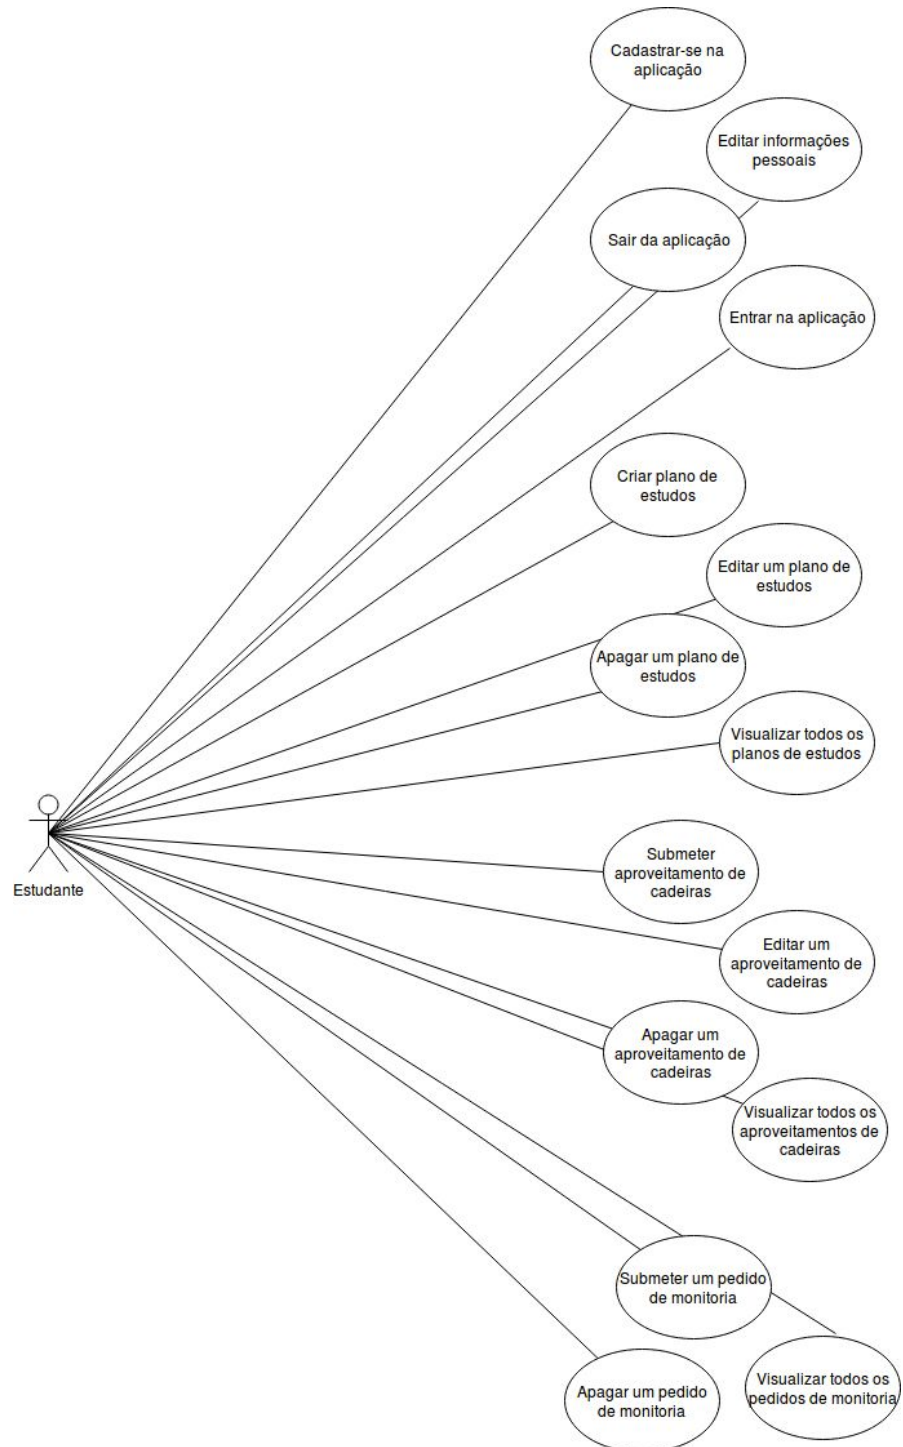 Cadastrar-se na
aplicação
Editar informações
pessoais
Sair da aplicação
Entrar na aplicação
Criar plano de
estudos
Editar um plano de
estudos
Apagar um plano de
estudos
Visualizar todos os
planos de estudos
Estudante
Submeter
aproveitamento de
cadeiras
Editar um
aproveitamento de
cadeiras
Apagar um
aproveitamento de
cadeiras
Visualizar todos os
aproveitamentos de
cadeiras
Submeter um pedido
de monitoria
Visualizar todos os
pedidos de monitoria
Apagar um pedido
de monitoria